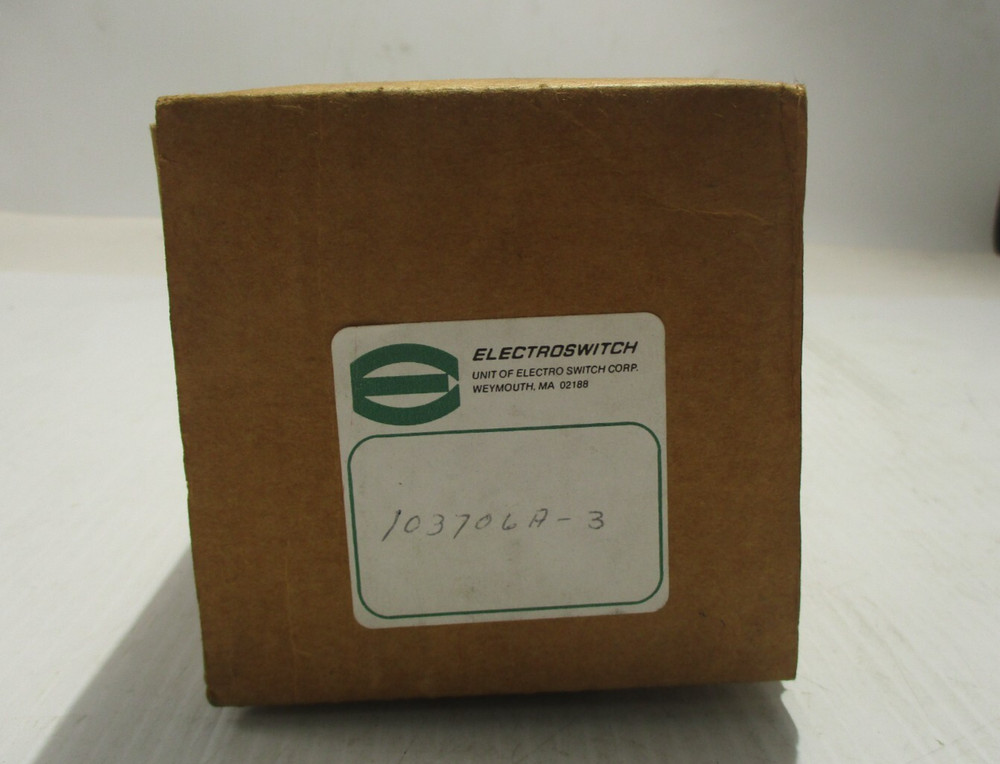 ELECTROSWITCH
UNIT OF ELECTRO SWITCH CORP.
WEYMOUTH, MA 02188
103706A-3